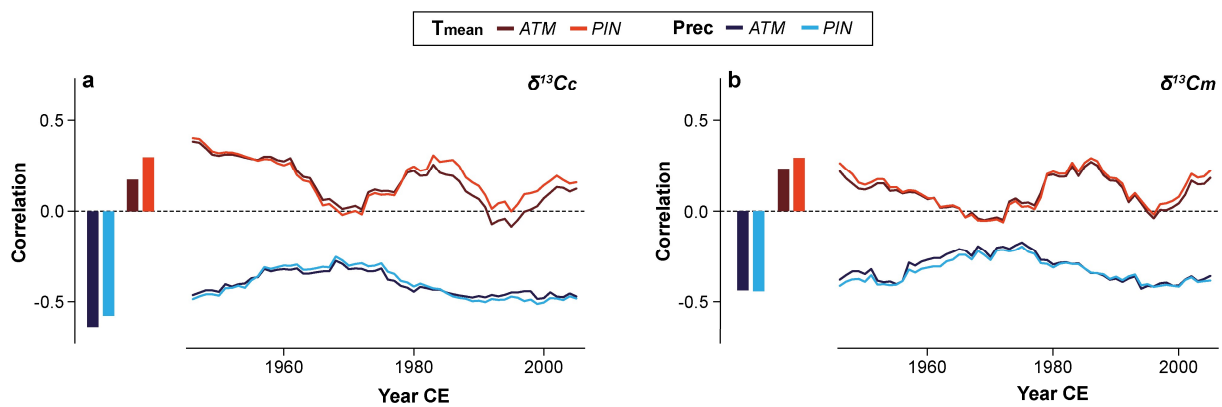 Tmean ATM PIN Prec ATM PIN
a δ¹³Cc
0.5
0.0
-0.5
Correlation
1960 1980 2000
Year CE
b δ¹³Cm
0.5
0.0
-0.5
Correlation
1960 1980 2000
Year CE